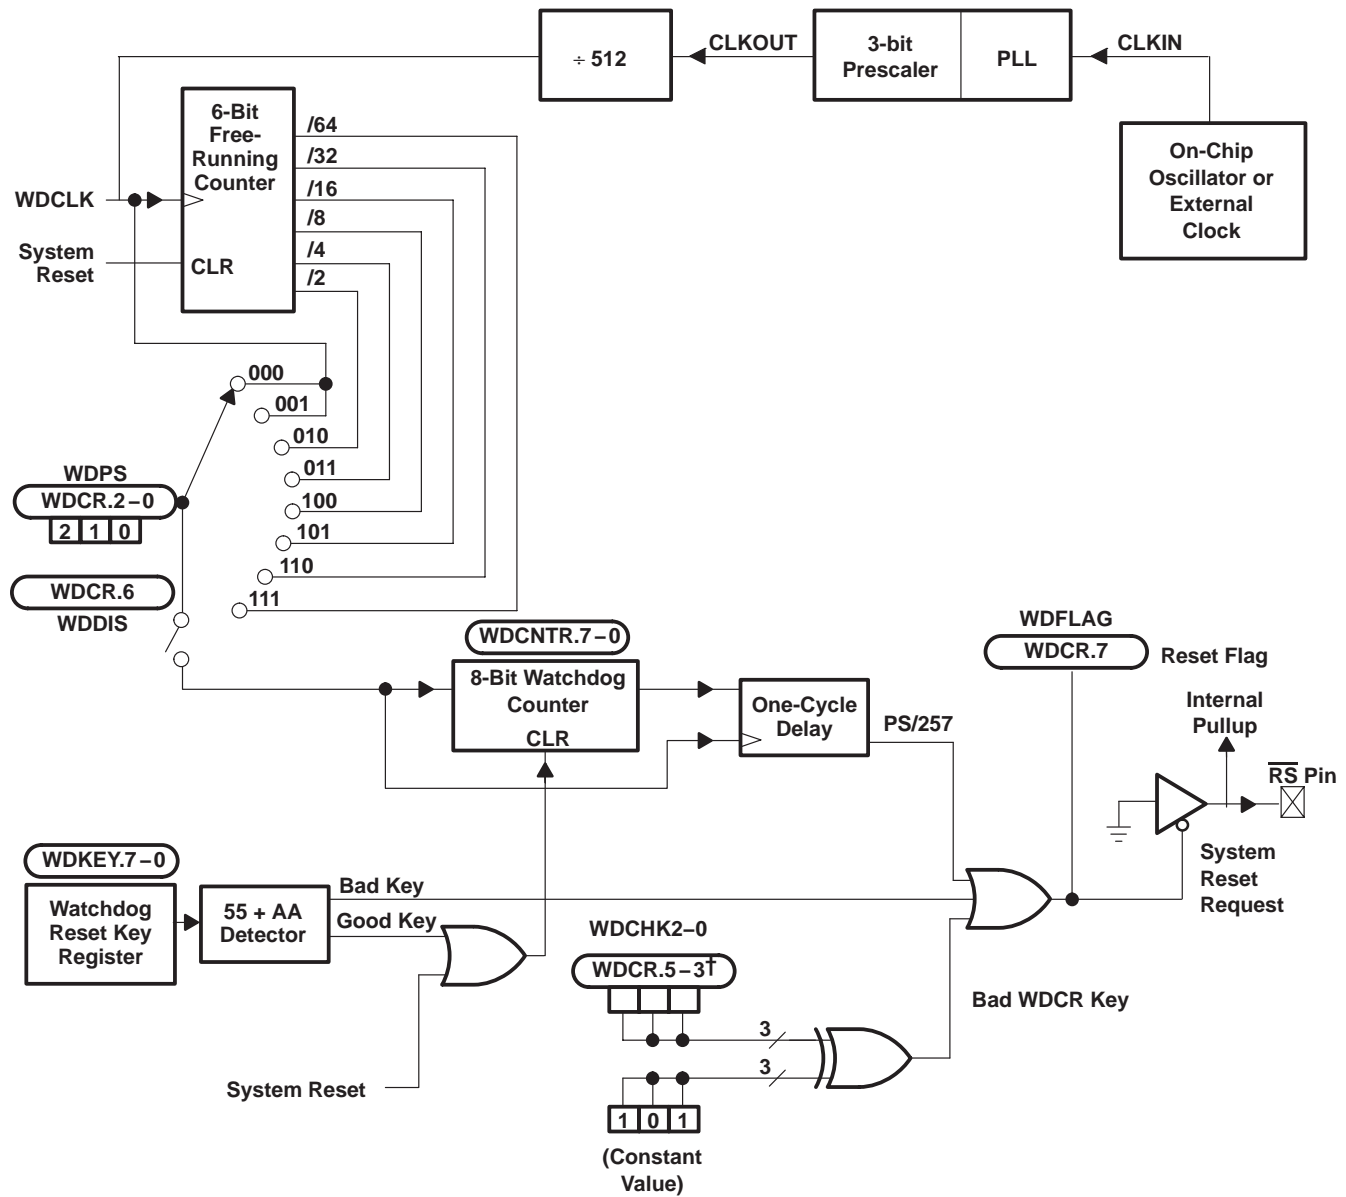 ÷ 512
CLKOUT
3-bit
Prescaler
PLL
CLKIN
On-Chip
Oscillator or
External
Clock
6-Bit
Free-
Running
Counter
CLR
/64
/32
/16
/8
/4
/2
WDCLK
System
Reset
000
001
010
011
100
101
110
111
WDPS
WDCR.2–0
2 1 0
WDCR.6
WDDIS
WDCNTR.7–0
8-Bit Watchdog
Counter
CLR
One-Cycle
Delay
PS/257
WDFLAG
WDCR.7
Reset Flag
Internal
Pullup
RS Pin
System
Reset
Request
WDKEY.7–0
Watchdog
Reset Key
Register
55 + AA
Detector
Bad Key
Good Key
System Reset
WDCHK2–0
WDCR.5–3†
3
3
1 0 1
(Constant
Value)
Bad WDCR Key